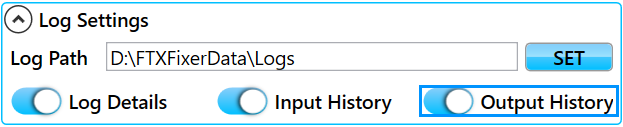 Log Settings
Log Path D:\FTXFixerData\Logs SET
Log Details Input History Output History